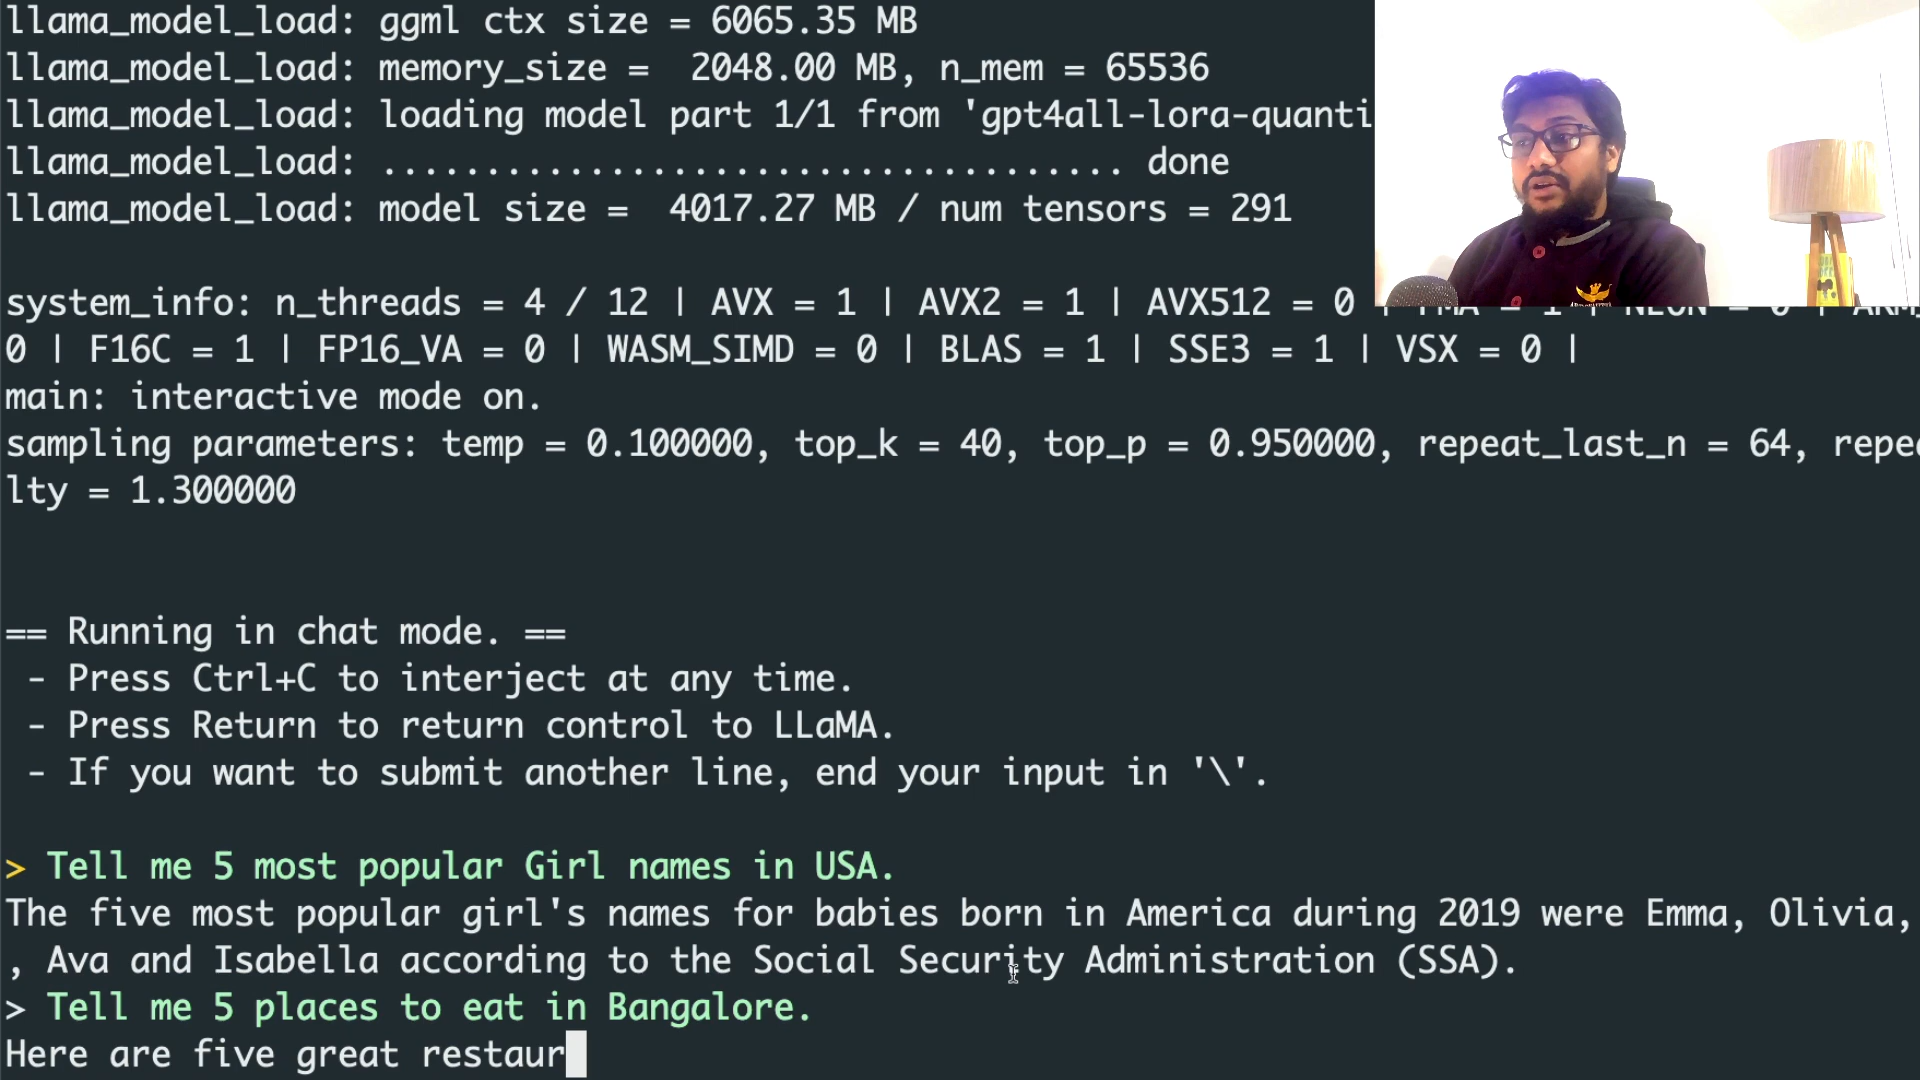 llama_model_load: ggml ctx size = 6065.35 MB
llama_model_load: memory_size =  2048.00 MB, n_mem = 65536
llama_model_load: loading model part 1/1 from 'gpt4all-lora-quanti
llama_model_load: .................................... done
llama_model_load: model size =  4017.27 MB / num tensors = 291
system_info: n_threads = 4 / 12 | AVX = 1 | AVX2 = 1 | AVX512 = 0 | FMA = 1 | NEON = 0 | ARM_
0 | F16C = 1 | FP16_VA = 0 | WASM_SIMD = 0 | BLAS = 1 | SSE3 = 1 | VSX = 0 |
main: interactive mode on.
sampling parameters: temp = 0.100000, top_k = 40, top_p = 0.950000, repeat_last_n = 64, repe
lty = 1.300000
== Running in chat mode. ==
 - Press Ctrl+C to interject at any time.
 - Press Return to return control to LLaMA.
 - If you want to submit another line, end your input in '\'.
> Tell me 5 most popular Girl names in USA.
The five most popular girl's names for babies born in America during 2019 were Emma, Olivia,
, Ava and Isabella according to the Social Security Administration (SSA).
> Tell me 5 places to eat in Bangalore.
Here are five great restaur